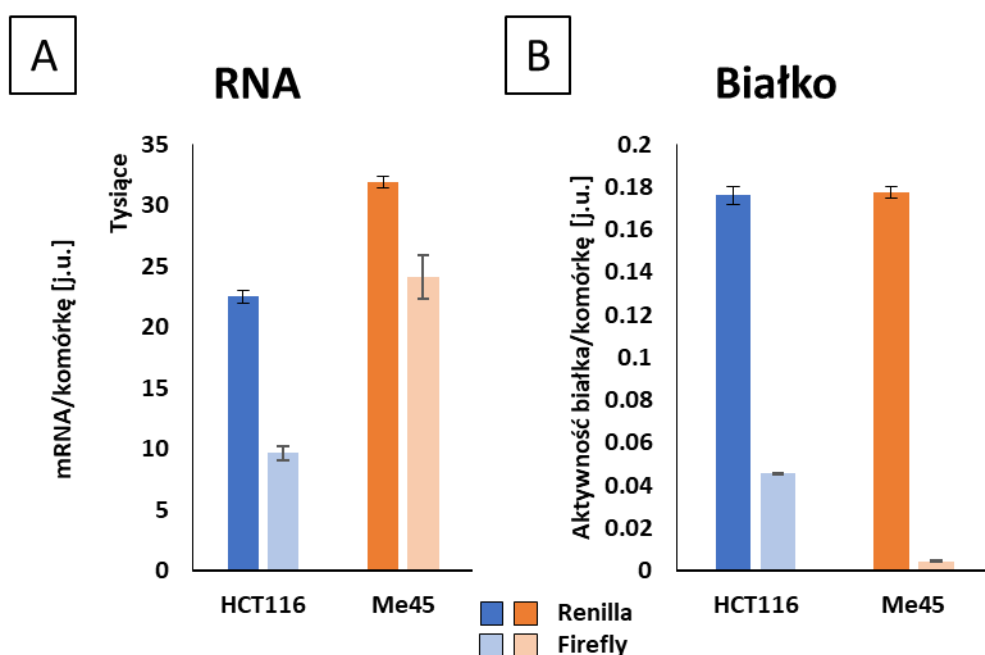 A
RNA
mRNA/komórkę [j.u.]
Tysiące
35
30
25
20
15
10
5
0
HCT116 Me45
B
Białko
Aktywność białka/komórkę [j.u.]
0.2
0.18
0.16
0.14
0.12
0.1
0.08
0.06
0.04
0.02
0
HCT116 Me45
Renilla
Firefly